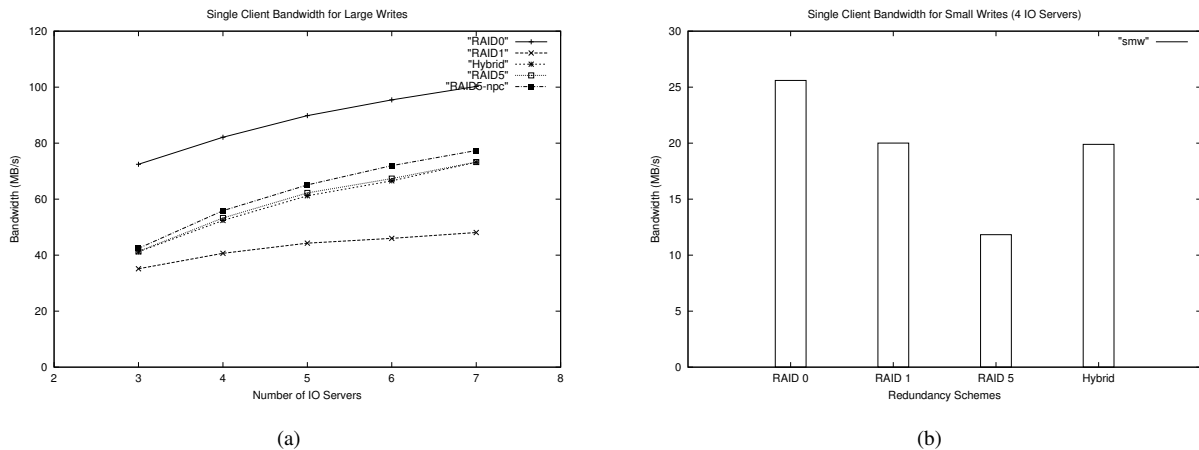 Single Client Bandwidth for Large Writes
120
100
80
60
40
20
0
Bandwidth (MB/s)
"RAID0"
"RAID1"
"Hybrid"
"RAID5"
"RAID5-npc"
2 3 4 5 6 7 8
Number of IO Servers
(a)
Single Client Bandwidth for Small Writes (4 IO Servers)
30
25
20
15
10
5
0
Bandwidth (MB/s)
"smw"
RAID 0 RAID 1 RAID 5 Hybrid
Redundancy Schemes
(b)